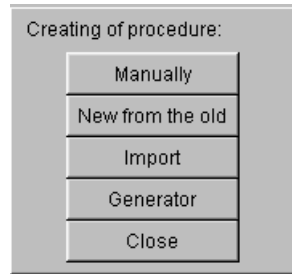 Creating of procedure:
Manually
New from the old
Import
Generator
Close